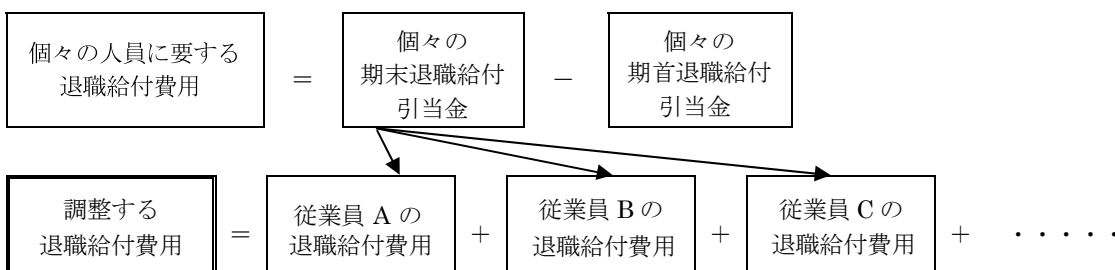 個々の人員に要する
退職給付費用
=
個々の
期末退職給付
引当金
−
個々の
期首退職給付
引当金
調整する
退職給付費用
=
従業員 A の
退職給付費用
+
従業員 B の
退職給付費用
+
従業員 C の
退職給付費用
+
・・・・・